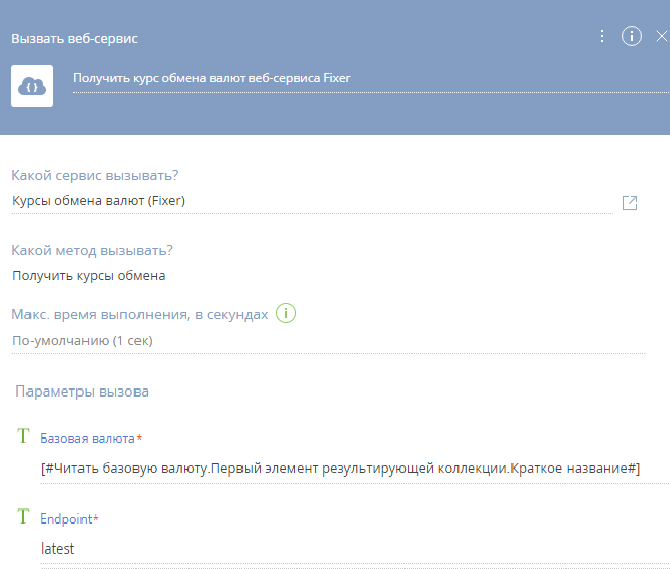 Вызвать веб-сервис
Получить курс обмена валют веб-сервиса Fixer
Какой сервис вызывать?
Курсы обмена валют (Fixer)
Какой метод вызывать?
Получить курсы обмена
Макс. время выполнения, в секундах
По-умолчанию (1 сек)
Параметры вызова
T Базовая валюта*
[#Читать базовую валюту.Первый элемент результирующей коллекции.Краткое название#]
T Endpoint*
latest